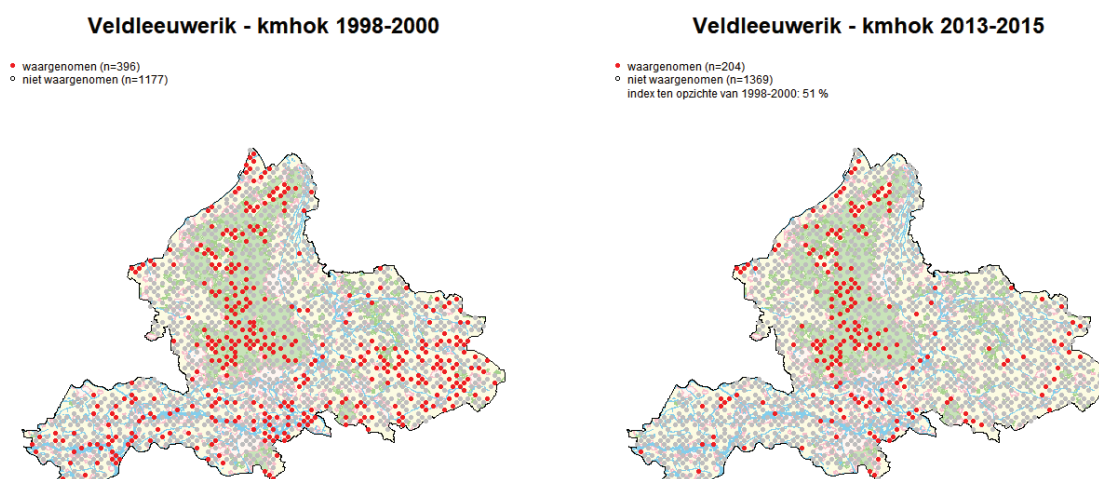 Veldleeuwerik - kmhok 1998-2000
waargenomen (n=396)
niet waargenomen (n=1177)
Veldleeuwerik - kmhok 2013-2015
waargenomen (n=204)
niet waargenomen (n=1369)
index ten opzichte van 1998-2000: 51 %